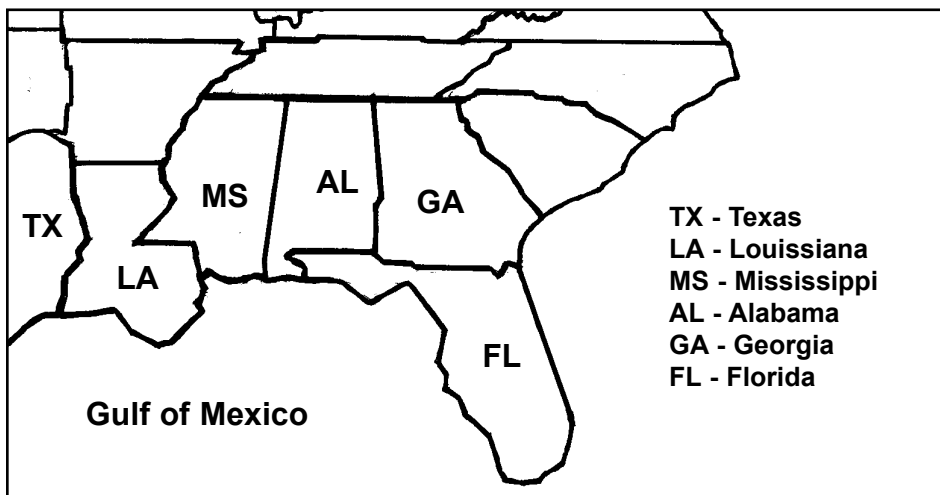 TX
LA
MS
AL
GA
FL
Gulf of Mexico
TX - Texas
LA - Louissiana
MS - Mississippi
AL - Alabama
GA - Georgia
FL - Florida